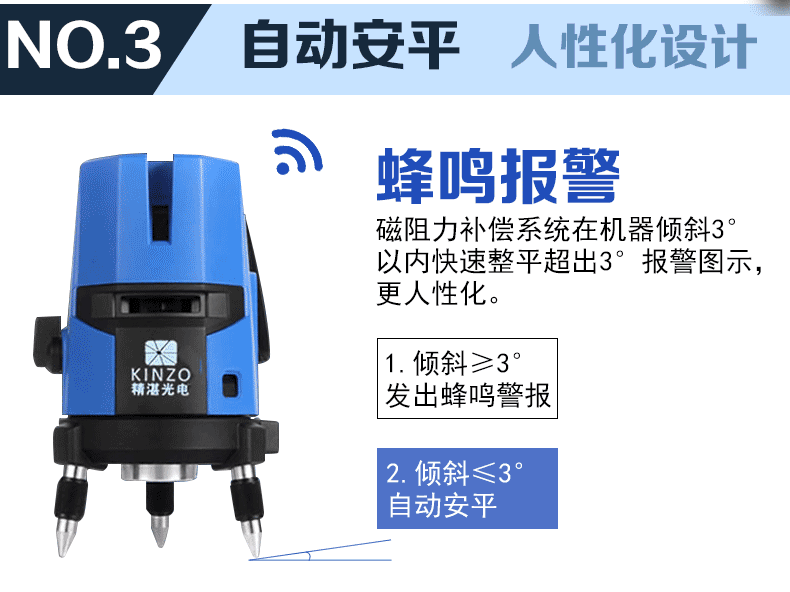 NO.3 自动安平 人性化设计
蜂鸣报警
磁阻力补偿系统在机器倾斜3°
以内快速整平超出3°报警图示，
更人性化。
1.倾斜≥3°
发出蜂鸣警报
2.倾斜≤3°
自动安平
KINZO
精湛光电